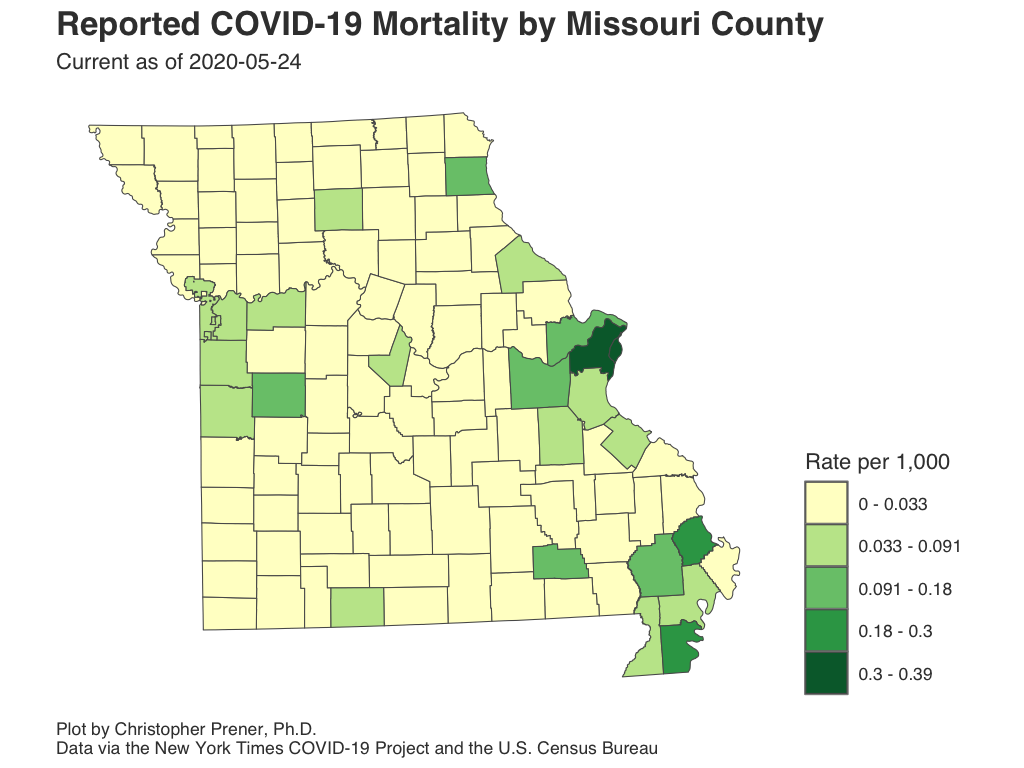 Reported COVID-19 Mortality by Missouri County
Current as of 2020-05-24
Rate per 1,000
0 - 0.033
0.033 - 0.091
0.091 - 0.18
0.18 - 0.3
0.3 - 0.39
Plot by Christopher Prener, Ph.D.
Data via the New York Times COVID-19 Project and the U.S. Census Bureau